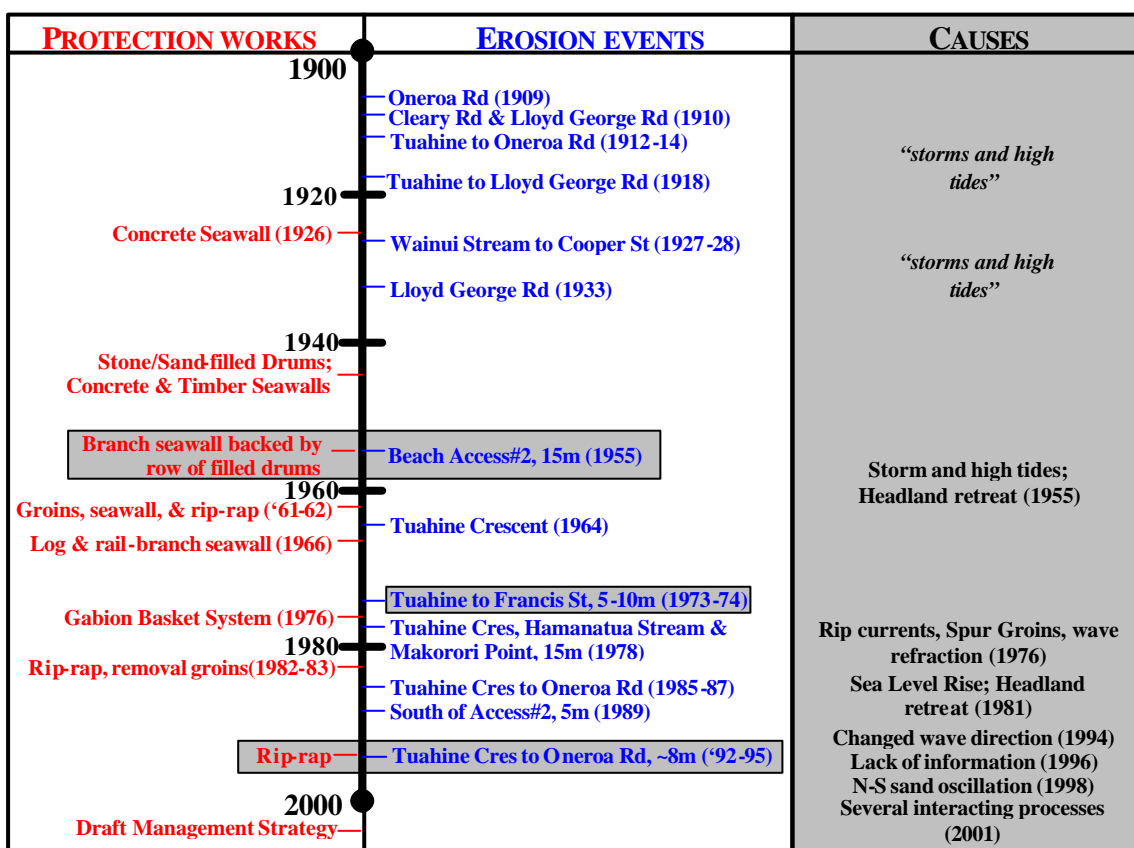 PROTECTION WORKS
EROSION EVENTS
CAUSES
1900
Oneroa Rd (1909)
Cleary Rd & Lloyd George Rd (1910)
Tuahine to Oneroa Rd (1912-14)
“storms and high
tides”
Tuahine to Lloyd George Rd (1918)
1920
Concrete Seawall (1926)
Wainui Stream to Cooper St (1927-28)
“storms and high
tides”
Lloyd George Rd (1933)
1940
Stone/Sand-filled Drums;
Concrete & Timber Seawalls
Branch seawall backed by
row of filled drums
Beach Access#2, 15m (1955)
Storm and high tides;
Headland retreat (1955)
1960
Groins, seawall, & rip-rap (‘61-62)
Tuahine Crescent (1964)
Log & rail-branch seawall (1966)
Tuahine to Francis St, 5-10m (1973-74)
Gabion Basket System (1976)
Tuahine Cres, Hamanatua Stream &
Makorori Point, 15m (1978)
Rip currents, Spur Groins, wave
refraction (1976)
1980
Rip-rap, removal groins(1982-83)
Tuahine Cres to Oneroa Rd (1985-87)
Sea Level Rise; Headland
retreat (1981)
South of Access#2, 5m (1989)
Rip-rap
Tuahine Cres to Oneroa Rd, ~8m (‘92-95)
Changed wave direction (1994)
Lack of information (1996)
N-S sand oscillation (1998)
2000
Several interacting processes
(2001)
Draft Management Strategy